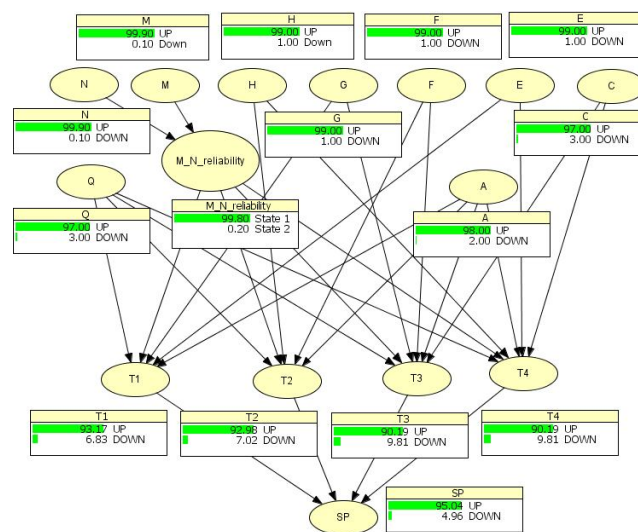 M
99.90 UP
0.10 Down
H
99.00 UP
1.00 Down
F
99.00 UP
1.00 DOWN
E
99.00 UP
1.00 DOWN
N
M
H
G
F
E
C
N
99.90 UP
0.10 DOWN
G
99.00 UP
1.00 DOWN
C
97.00 UP
3.00 DOWN
M_N_reliability
Q
A
Q
97.00 UP
3.00 DOWN
M_N_reliability
99.80 State 1
0.20 State 2
A
98.00 UP
2.00 DOWN
T1
T2
T3
T4
T1
93.17 UP
6.83 DOWN
T2
92.98 UP
7.02 DOWN
T3
90.19 UP
9.81 DOWN
T4
90.19 UP
9.81 DOWN
SP
SP
95.04 UP
4.96 DOWN